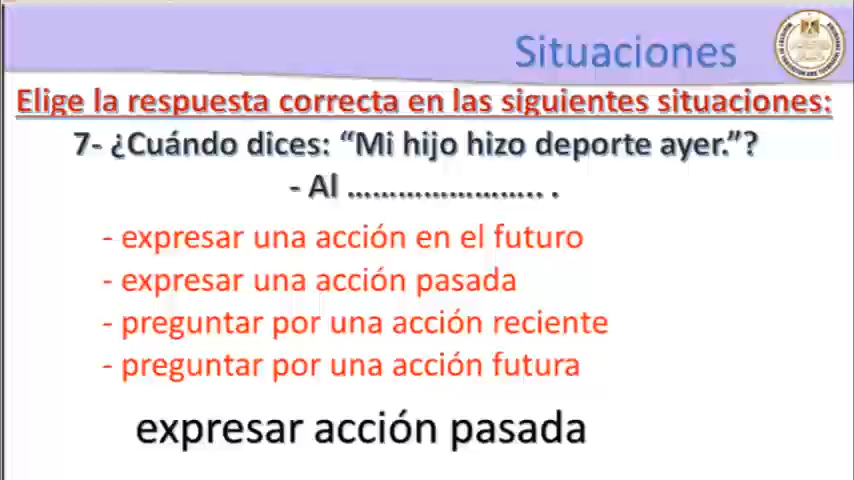 Situaciones
Elige la respuesta correcta en las siguientes situaciones:
7- ¿Cuándo dices: “Mi hijo hizo deporte ayer.”?
- Al …………………….. .
- expresar una acción en el futuro
- expresar una acción pasada
- preguntar por una acción reciente
- preguntar por una acción futura
expresar acción pasada